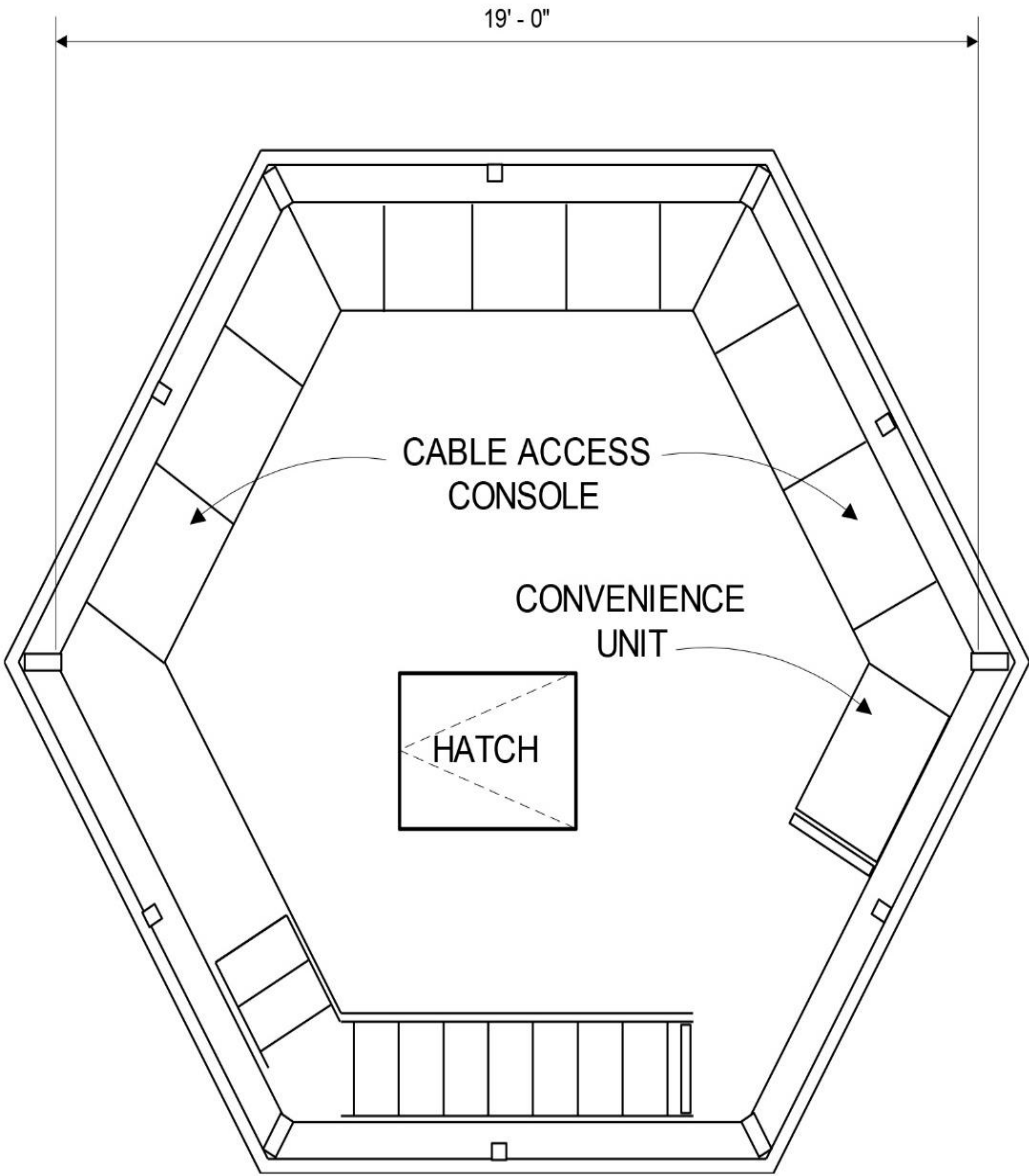 19' - 0"
CABLE ACCESS
CONSOLE
CONVENIENCE
UNIT
HATCH